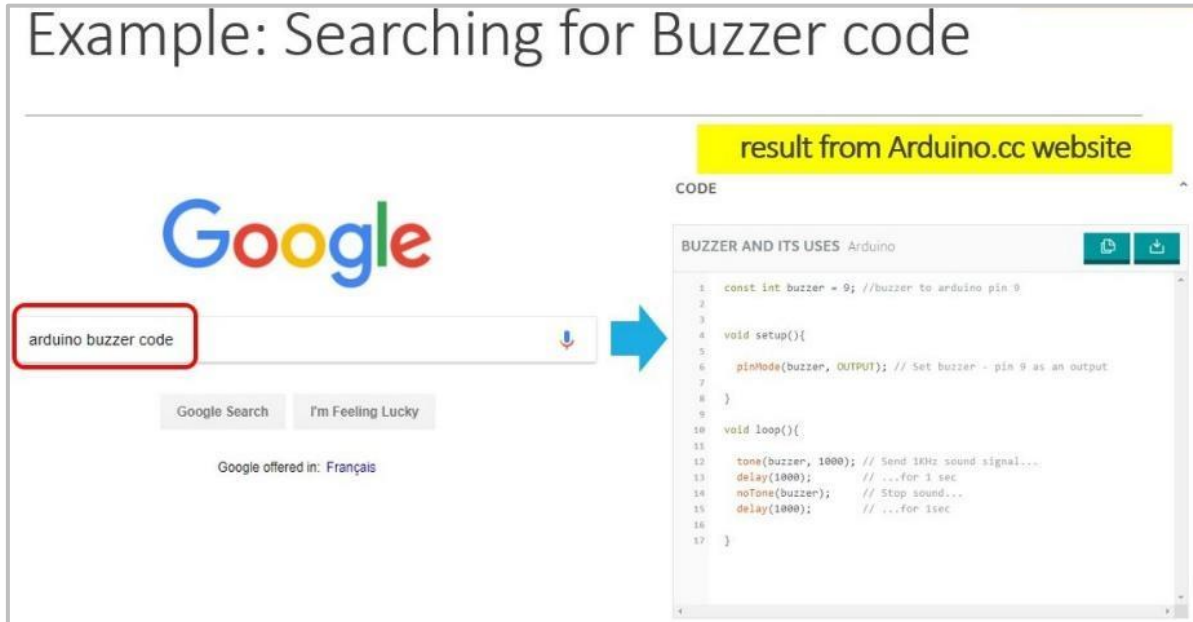 Example: Searching for Buzzer code
result from Arduino.cc website
Google
arduino buzzer code
Google Search I'm Feeling Lucky
Google offered in: Français
CODE
BUZZER AND ITS USES Arduino
1 const int buzzer = 9; //buzzer to arduino pin 9
2
3
4 void setup(){
5
6 pinMode(buzzer, OUTPUT); // Set buzzer - pin 9 as an output
7
8 }
9
10 void loop(){
11
12 tone(buzzer, 1000); // Send 1KHz sound signal...
13 delay(1000); // ...for 1 sec
14 noTone(buzzer); // Stop sound...
15 delay(1000); // ...for 1sec
16
17 }